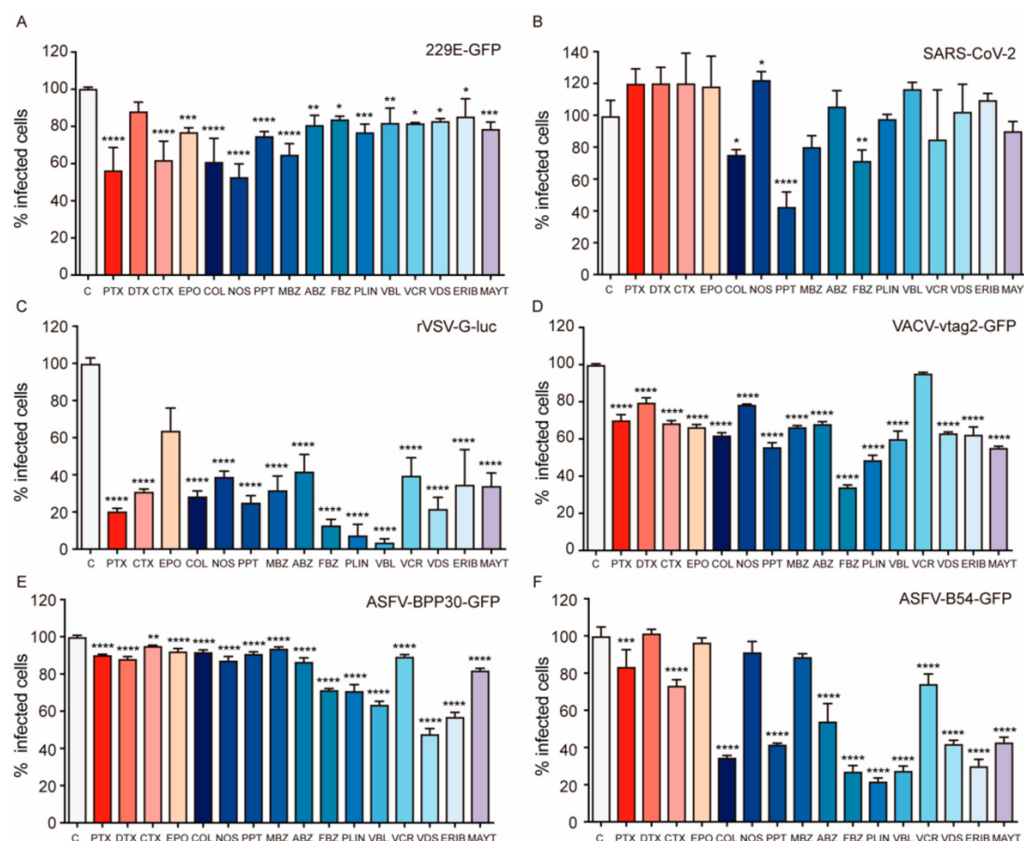 A
229E-GFP
120
100
80
60
40
20
0
% infected cells
**** **** *** **** **** **** **** ** * *** ** * * * ***
C PTX DTX CTX EPO COL NOS PPT MBZ ABZ FBZ PLIN VBL VCR VDS ERIB MAYT
B
SARS-CoV-2
140
120
100
80
60
40
20
0
% infected cells
* * **** **
C PTX DTX CTX EPO COL NOS PPT MBZ ABZ FBZ PLIN VBL VCR VDS ERIB MAYT
C
rVSV-G-luc
120
100
80
60
40
20
0
% infected cells
**** **** **** **** **** **** **** **** **** **** **** **** **** ****
C PTX CTX EPO COL NOS PPT MBZ ABZ FBZ PLIN VBL VCR VDS ERIB MAYT
D
VACV-vtag2-GFP
120
100
80
60
40
20
0
% infected cells
**** **** **** **** **** **** **** **** **** **** **** **** **** **** ****
C PTX DTX CTX EPO COL NOS PPT MBZ ABZ FBZ PLIN VBL VCR VDS ERIB MAYT
E
ASFV-BPP30-GFP
120
100
80
60
40
20
0
% infected cells
**** **** ** **** **** **** **** **** **** **** **** **** **** **** **** ****
C PTX DTX CTX EPO COL NOS PPT MBZ ABZ FBZ PLIN VBL VCR VDS ERIB MAYT
F
ASFV-B54-GFP
120
100
80
60
40
20
0
% infected cells
*** **** **** **** **** **** **** **** **** **** **** ****
C PTX DTX CTX EPO COL NOS PPT MBZ ABZ FBZ PLIN VBL VCR VDS ERIB MAYT